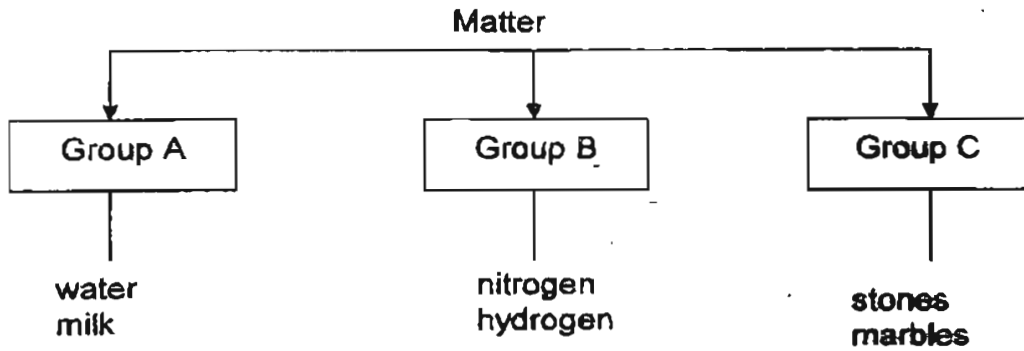 Matter
Group A
Group B
Group C
water
milk
nitrogen
hydrogen
stones
marbles